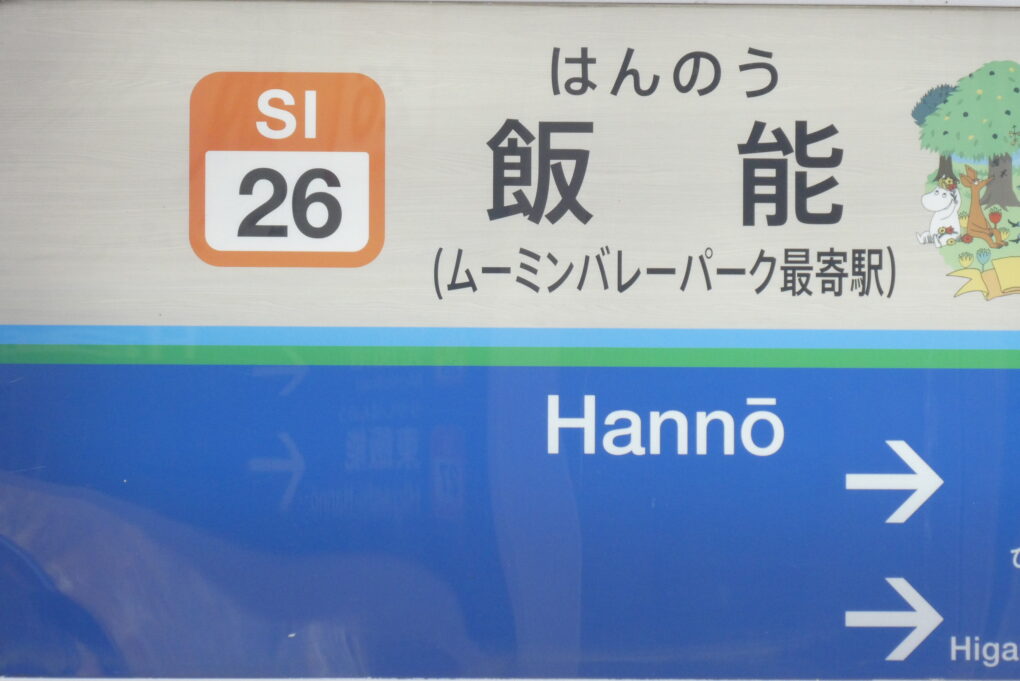 SI
26
はんのう
飯能
(ムーミンバレーパーク最寄駅)
Hannō
→
→
Higa